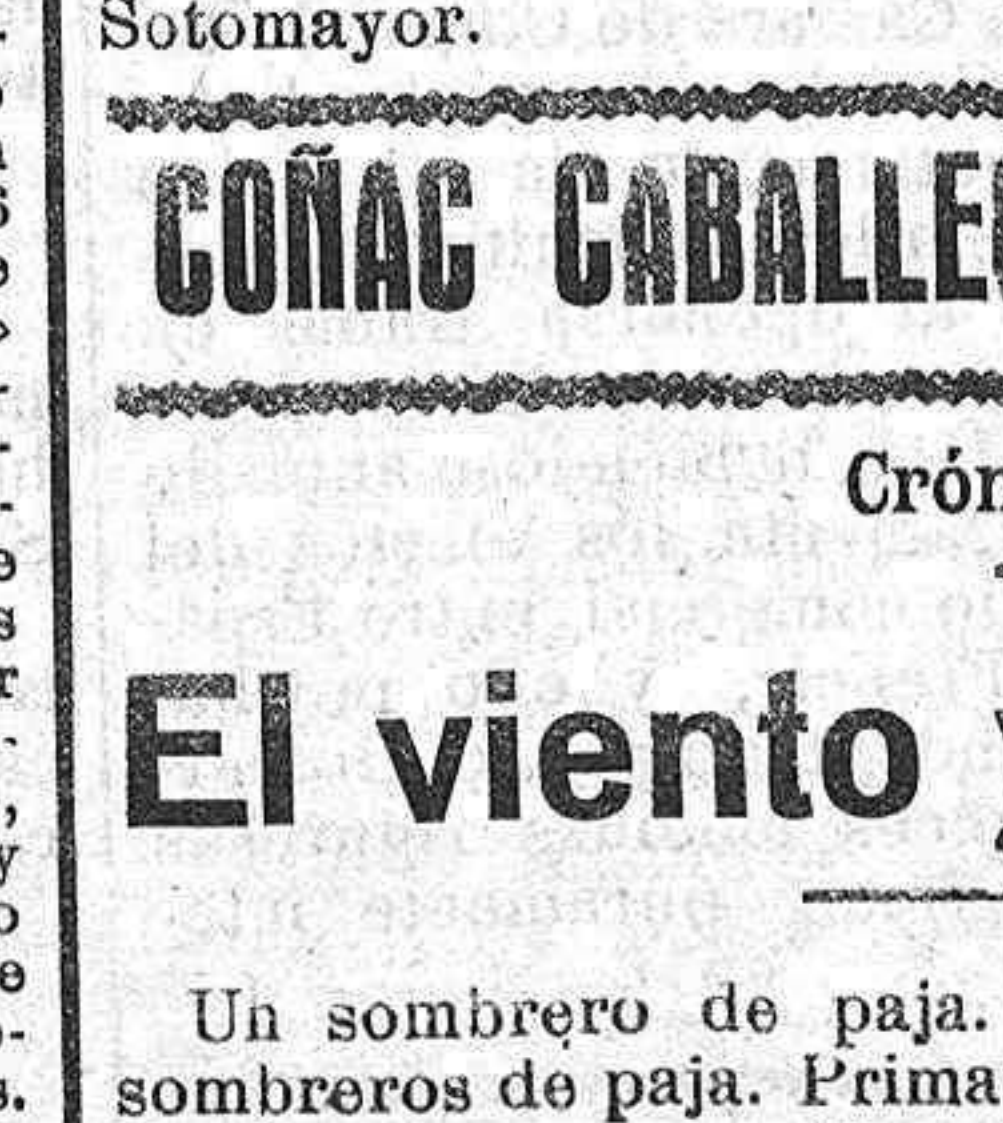 Sotomayor.
COÑAC CABALLE
Crón
El viento y
Un sombrero de paja.
sombreros de paja. Prima